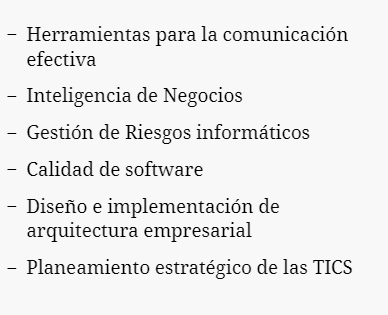 – Herramientas para la comunicación
efectiva
– Inteligencia de Negocios
– Gestión de Riesgos informáticos
– Calidad de software
– Diseño e implementación de
arquitectura empresarial
– Planeamiento estratégico de las TICS